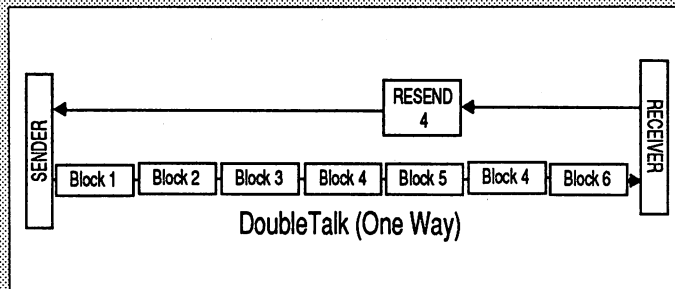 RESEND
4
SENDER
RECEIVER
Block 1 Block 2 Block 3 Block 4 Block 5 Block 4 Block 6
DoubleTalk (One Way)